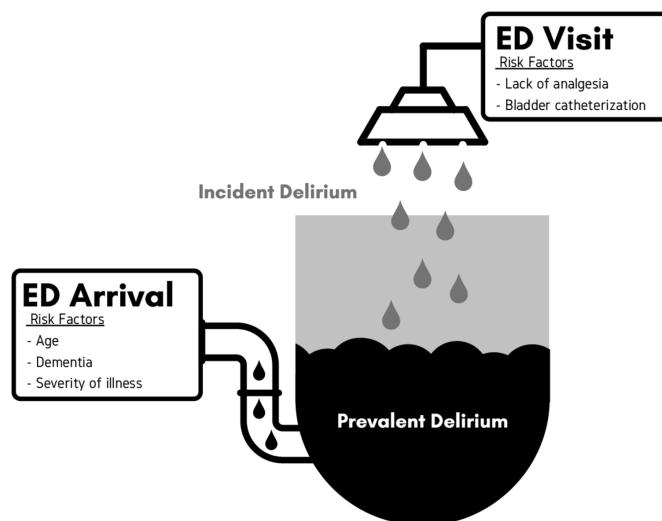 ED Visit
Risk Factors
- Lack of analgesia
- Bladder catheterization
Incident Delirium
ED Arrival
Risk Factors
- Age
- Dementia
- Severity of illness
Prevalent Delirium